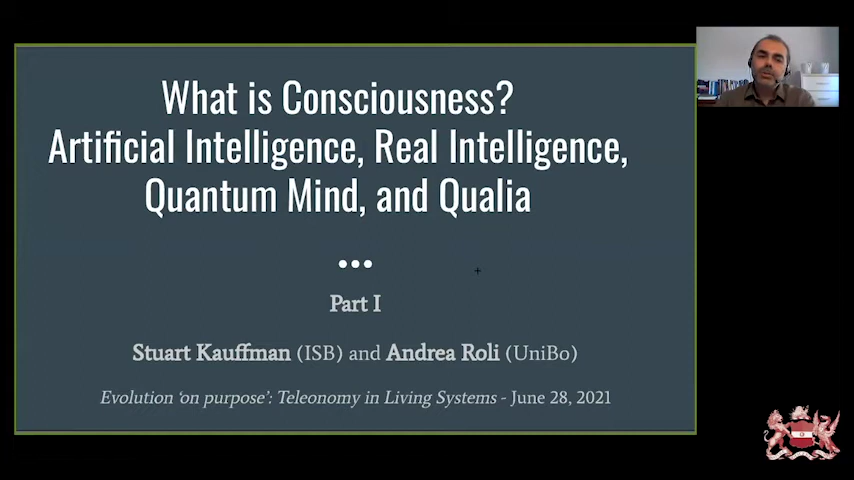 What is Consciousness?
Artificial Intelligence, Real Intelligence,
Quantum Mind, and Qualia
•••
Part I
Stuart Kauffman (ISB) and Andrea Roli (UniBo)
Evolution ‘on purpose’: Teleonomy in Living Systems - June 28, 2021